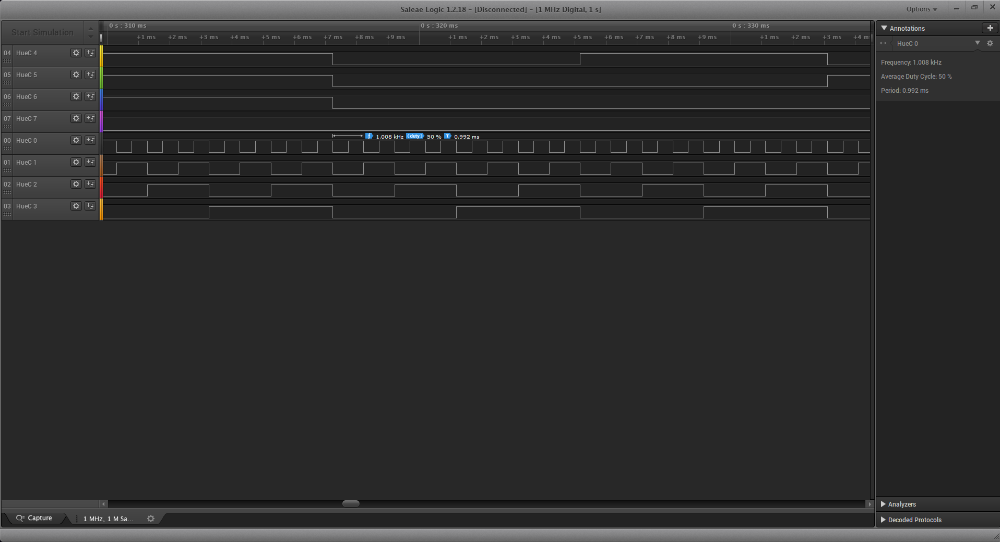 Saleae Logic 1.2.18 – [Disconnected] – [1 MHz Digital, 1 s]
Options
Start Simulation
0 s : 310 ms 0 s : 320 ms 0 s : 330 ms
+1 ms +2 ms +3 ms +4 ms +5 ms +6 ms +7 ms +8 ms +9 ms +1 ms +2 ms +3 ms +4 ms +5 ms +6 ms +7 ms +8 ms +9 ms +1 ms +2 ms +3 ms +4 m
04 HueC 4
05 HueC 5
06 HueC 6
07 HueC 7
f 1.008 kHz (duty) 50 % T 0.992 ms
00 HueC 0
01 HueC 1
02 HueC 2
03 HueC 3
Annotations
HueC 0
Frequency: 1.008 kHz
Average Duty Cycle: 50 %
Period: 0.992 ms
Analyzers
Decoded Protocols
Capture
1 MHz, 1 M Sa...